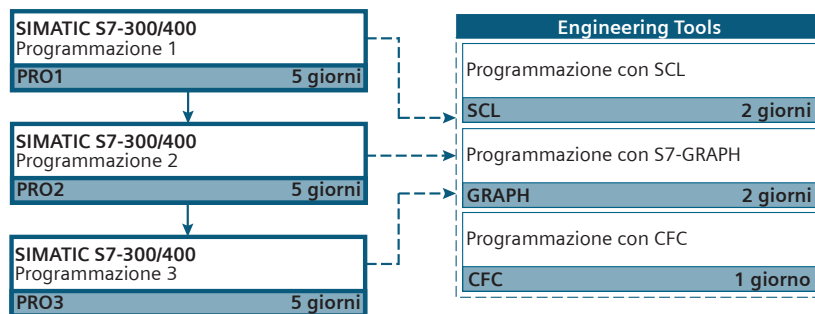 SIMATIC S7-300/400
Programmazione 1
PRO1 5 giorni
SIMATIC S7-300/400
Programmazione 2
PRO2 5 giorni
SIMATIC S7-300/400
Programmazione 3
PRO3 5 giorni
Engineering Tools
Programmazione con SCL
SCL 2 giorni
Programmazione con S7-GRAPH
GRAPH 2 giorni
Programmazione con CFC
CFC 1 giorno